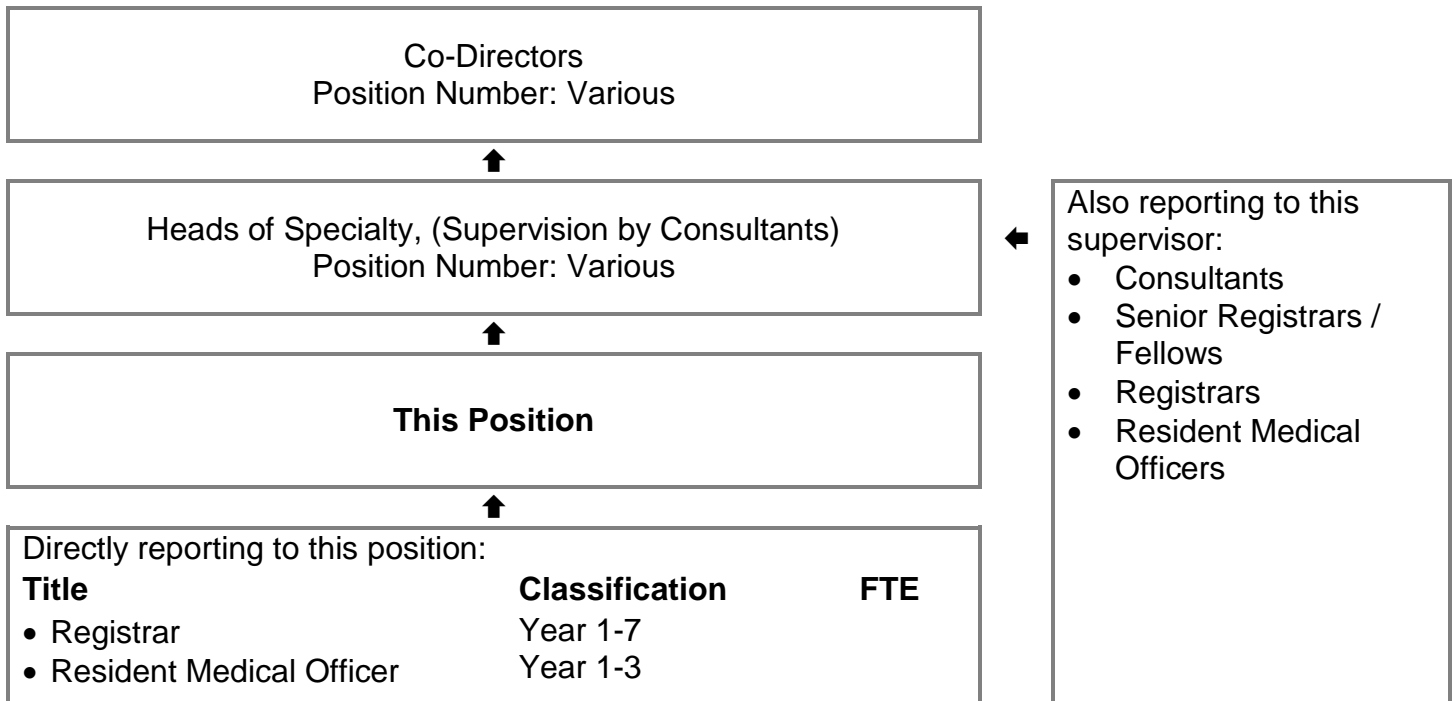 Co-Directors
Position Number: Various
Heads of Specialty, (Supervision by Consultants)
Position Number: Various
This Position
Directly reporting to this position:
Title Classification FTE
• Registrar Year 1-7
• Resident Medical Officer Year 1-3
Also reporting to this
supervisor:
• Consultants
• Senior Registrars /
Fellows
• Registrars
• Resident Medical
Officers